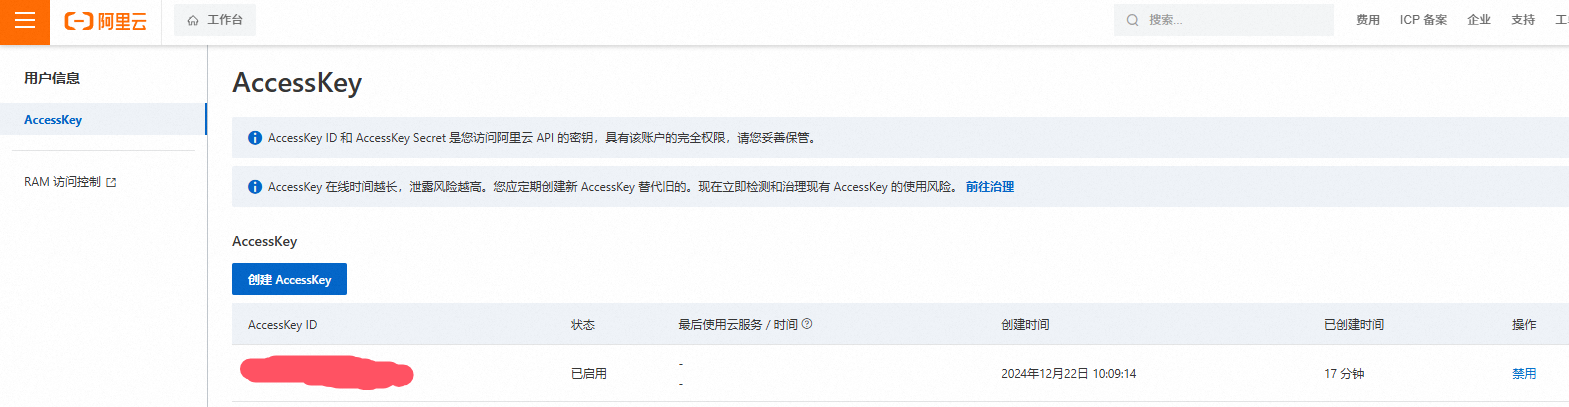 阿里云 工作台 搜索... 费用 ICP 备案 企业 支持
用户信息
AccessKey
RAM 访问控制
AccessKey
AccessKey ID 和 AccessKey Secret 是您访问阿里云 API 的密钥，具有该账户的完全权限，请您妥善保管。
AccessKey 在线时间越长，泄露风险越高。您应定期创建新 AccessKey 替代旧的。现在立即检测和治理现有 AccessKey 的使用风险。 前往治理
AccessKey
创建 AccessKey
AccessKey ID 状态 最后使用云服务 / 时间 创建时间 已创建时间 操作
已启用 - 2024年12月22日 10:09:14 17 分钟 禁用
-